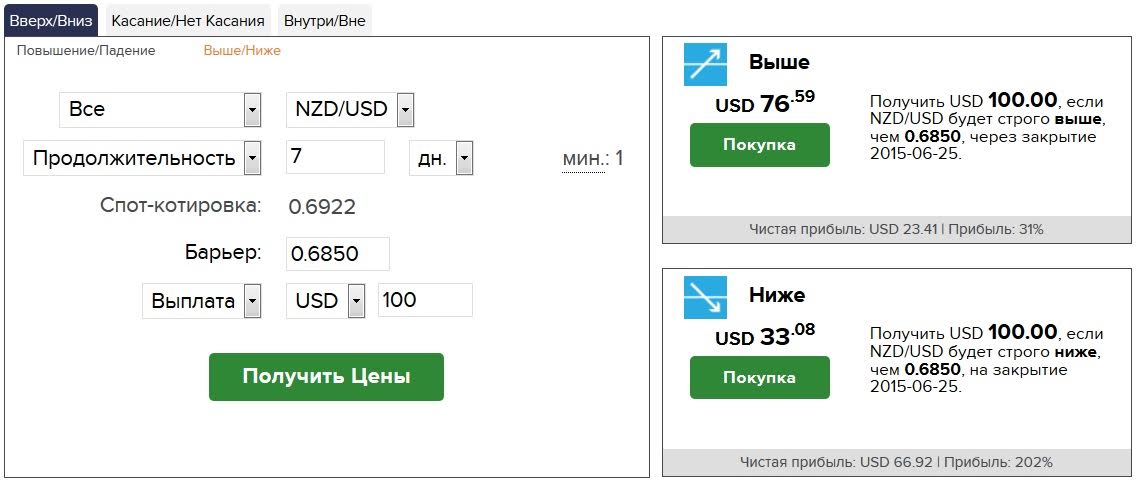 Вверх/Вниз Касание/Нет Касания Внутри/Вне
Повышение/Падение Выше/Ниже
Все NZD/USD
Продолжительность 7 дн. мин.: 1
Спот-котировка: 0.6922
Барьер: 0.6850
Выплата USD 100
Получить Цены
Выше
USD 76.59
Покупка
Получить USD 100.00, если
NZD/USD будет строго выше,
чем 0.6850, через закрытие
2015-06-25.
Чистая прибыль: USD 23.41 | Прибыль: 31%
Ниже
USD 33.08
Покупка
Получить USD 100.00, если
NZD/USD будет строго ниже,
чем 0.6850, на закрытие
2015-06-25.
Чистая прибыль: USD 66.92 | Прибыль: 202%